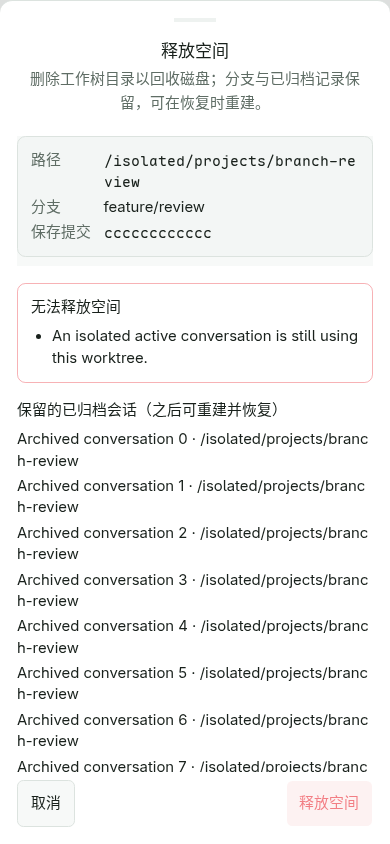 释放空间
删除工作树目录以回收磁盘；分支与已归档记录保
留，可在恢复时重建。
路径 /isolated/projects/branch-re
view
分支 feature/review
保存提交 cccccccccccc
无法释放空间
• An isolated active conversation is still using
this worktree.
保留的已归档会话（之后可重建并恢复）
Archived conversation 0 · /isolated/projects/branc
h-review
Archived conversation 1 · /isolated/projects/branc
h-review
Archived conversation 2 · /isolated/projects/branc
h-review
Archived conversation 3 · /isolated/projects/branc
h-review
Archived conversation 4 · /isolated/projects/branc
h-review
Archived conversation 5 · /isolated/projects/branc
h-review
Archived conversation 6 · /isolated/projects/branc
h-review
Archived conversation 7 · /isolated/projects/branc
取消 释放空间